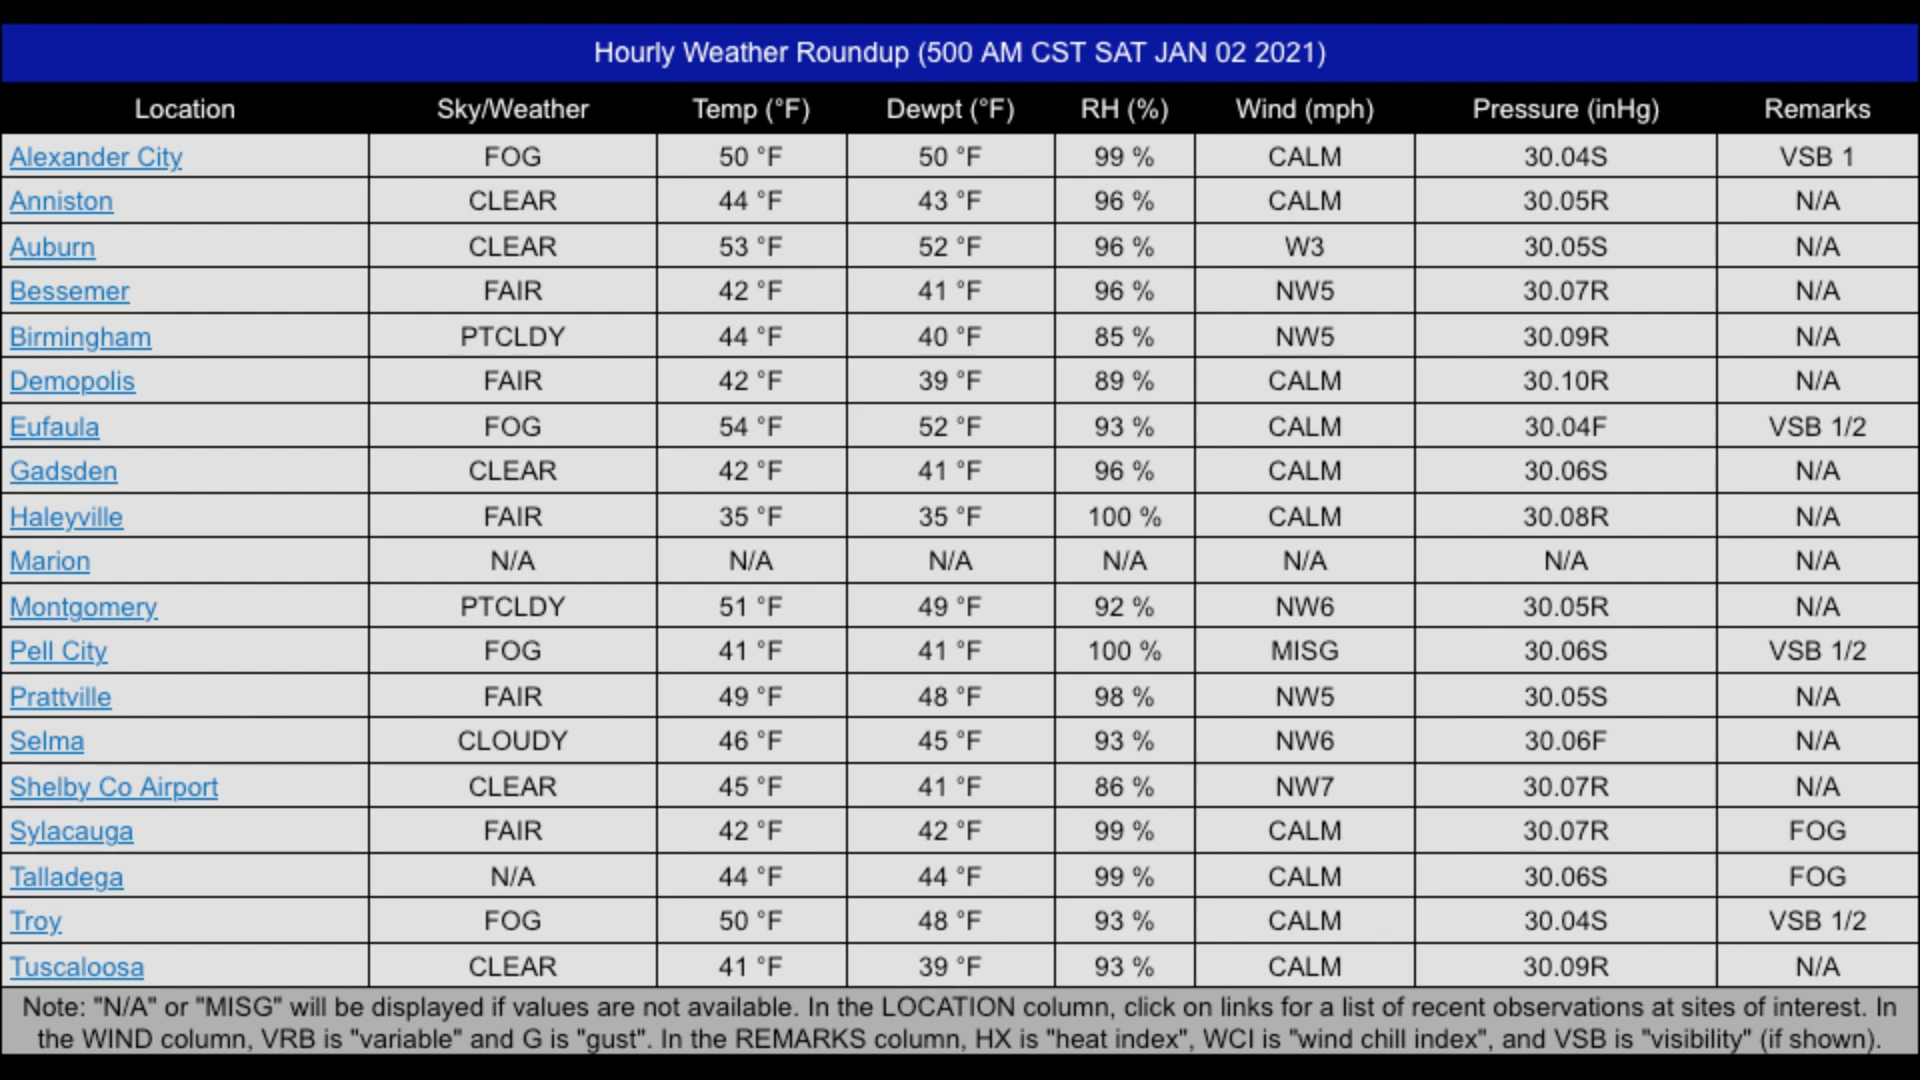 Hourly Weather Roundup (500 AM CST SAT JAN 02 2021)
Location Sky/Weather Temp (°F) Dewpt (°F) RH (%) Wind (mph) Pressure (inHg) Remarks
Alexander City FOG 50 °F 50 °F 99 % CALM 30.04S VSB 1
Anniston CLEAR 44 °F 43 °F 96 % CALM 30.05R N/A
Auburn CLEAR 53 °F 52 °F 96 % W3 30.05S N/A
Bessemer FAIR 42 °F 41 °F 96 % NW5 30.07R N/A
Birmingham PTCLDY 44 °F 40 °F 85 % NW5 30.09R N/A
Demopolis FAIR 42 °F 39 °F 89 % CALM 30.10R N/A
Eufaula FOG 54 °F 52 °F 93 % CALM 30.04F VSB 1/2
Gadsden CLEAR 42 °F 41 °F 96 % CALM 30.06S N/A
Haleyville FAIR 35 °F 35 °F 100 % CALM 30.08R N/A
Marion N/A N/A N/A N/A N/A N/A N/A
Montgomery PTCLDY 51 °F 49 °F 92 % NW6 30.05R N/A
Pell City FOG 41 °F 41 °F 100 % MISG 30.06S VSB 1/2
Prattville FAIR 49 °F 48 °F 98 % NW5 30.05S N/A
Selma CLOUDY 46 °F 45 °F 93 % NW6 30.06F N/A
Shelby Co Airport CLEAR 45 °F 41 °F 86 % NW7 30.07R N/A
Sylacauga FAIR 42 °F 42 °F 99 % CALM 30.07R FOG
Talladega N/A 44 °F 44 °F 99 % CALM 30.06S FOG
Troy FOG 50 °F 48 °F 93 % CALM 30.04S VSB 1/2
Tuscaloosa CLEAR 41 °F 39 °F 93 % CALM 30.09R N/A
Note: "N/A" or "MISG" will be displayed if values are not available. In the LOCATION column, click on links for a list of recent observations at sites of interest. In
the WIND column, VRB is "variable" and G is "gust". In the REMARKS column, HX is "heat index", WCI is "wind chill index", and VSB is "visibility" (if shown).